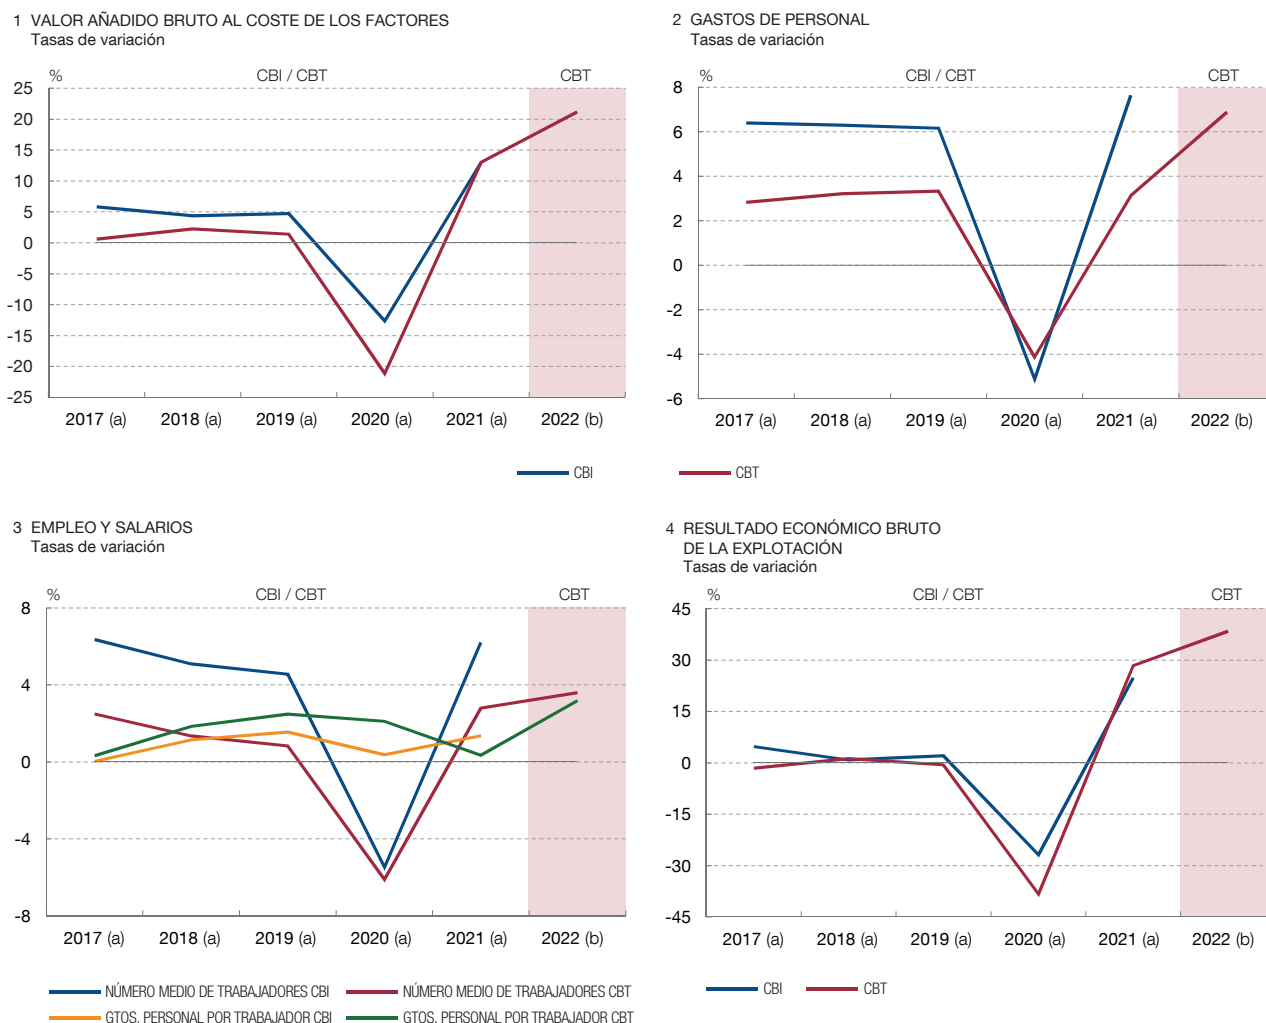 1 VALOR AÑADIDO BRUTO AL COSTE DE LOS FACTORES
Tasas de variación
% CBI / CBT CBT
25
20
15
10
5
0
-5
-10
-15
-20
-25
2017 (a) 2018 (a) 2019 (a) 2020 (a) 2021 (a) 2022 (b)
2 GASTOS DE PERSONAL
Tasas de variación
% CBI / CBT CBT
8
6
4
2
0
-2
-4
-6
2017 (a) 2018 (a) 2019 (a) 2020 (a) 2021 (a) 2022 (b)
CBI CBT
3 EMPLEO Y SALARIOS
Tasas de variación
% CBI / CBT CBT
8
4
0
-4
-8
2017 (a) 2018 (a) 2019 (a) 2020 (a) 2021 (a) 2022 (b)
NÚMERO MEDIO DE TRABAJADORES CBI NÚMERO MEDIO DE TRABAJADORES CBT
GTOS. PERSONAL POR TRABAJADOR CBI GTOS. PERSONAL POR TRABAJADOR CBT
4 RESULTADO ECONÓMICO BRUTO
DE LA EXPLOTACIÓN
Tasas de variación
% CBI / CBT CBT
45
30
15
0
-15
-30
-45
2017 (a) 2018 (a) 2019 (a) 2020 (a) 2021 (a) 2022 (b)
CBI CBT